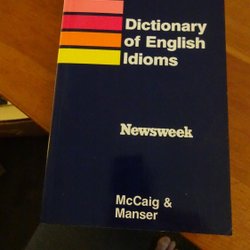 Dictionary
of English
Idioms
Newsweek
McCaig &
Manser